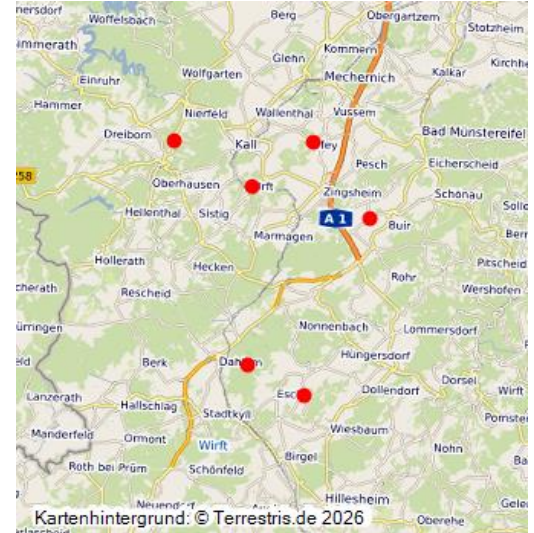 Berg
Obergartzem
Woffelsbach
Stotzheim
Kommern
Glehn
Wolfgarten
Mechernich
Kalkar
Einruhr
Hammer
Nierfeld
Wallenthal
Vussem
Dreiborn
Kall
Bad Münstereifel
Pesch
Eicherscheid
258
Oberhausen
Zingsheim
Schönau
Hellenthal
Sistig
A 1
Buir
Marmagen
Hollerath
Hecken
Pitscheid
Rohr
Wershofen
Rescheid
Nonnenbach
Lommersdorf
Hüngersdorf
Berk
Dorsel
Dollendorf
Wirft
Lanzerath
Hallschlag
Stadtkyll
Wiesbaum
Manderfeld
Ormont
Wirft
Nohn
Birgel
Roth bei Prüm
Schönfeld
Hillesheim
Kartenhintergrund: © Terrestris.de 2026
Oberehe